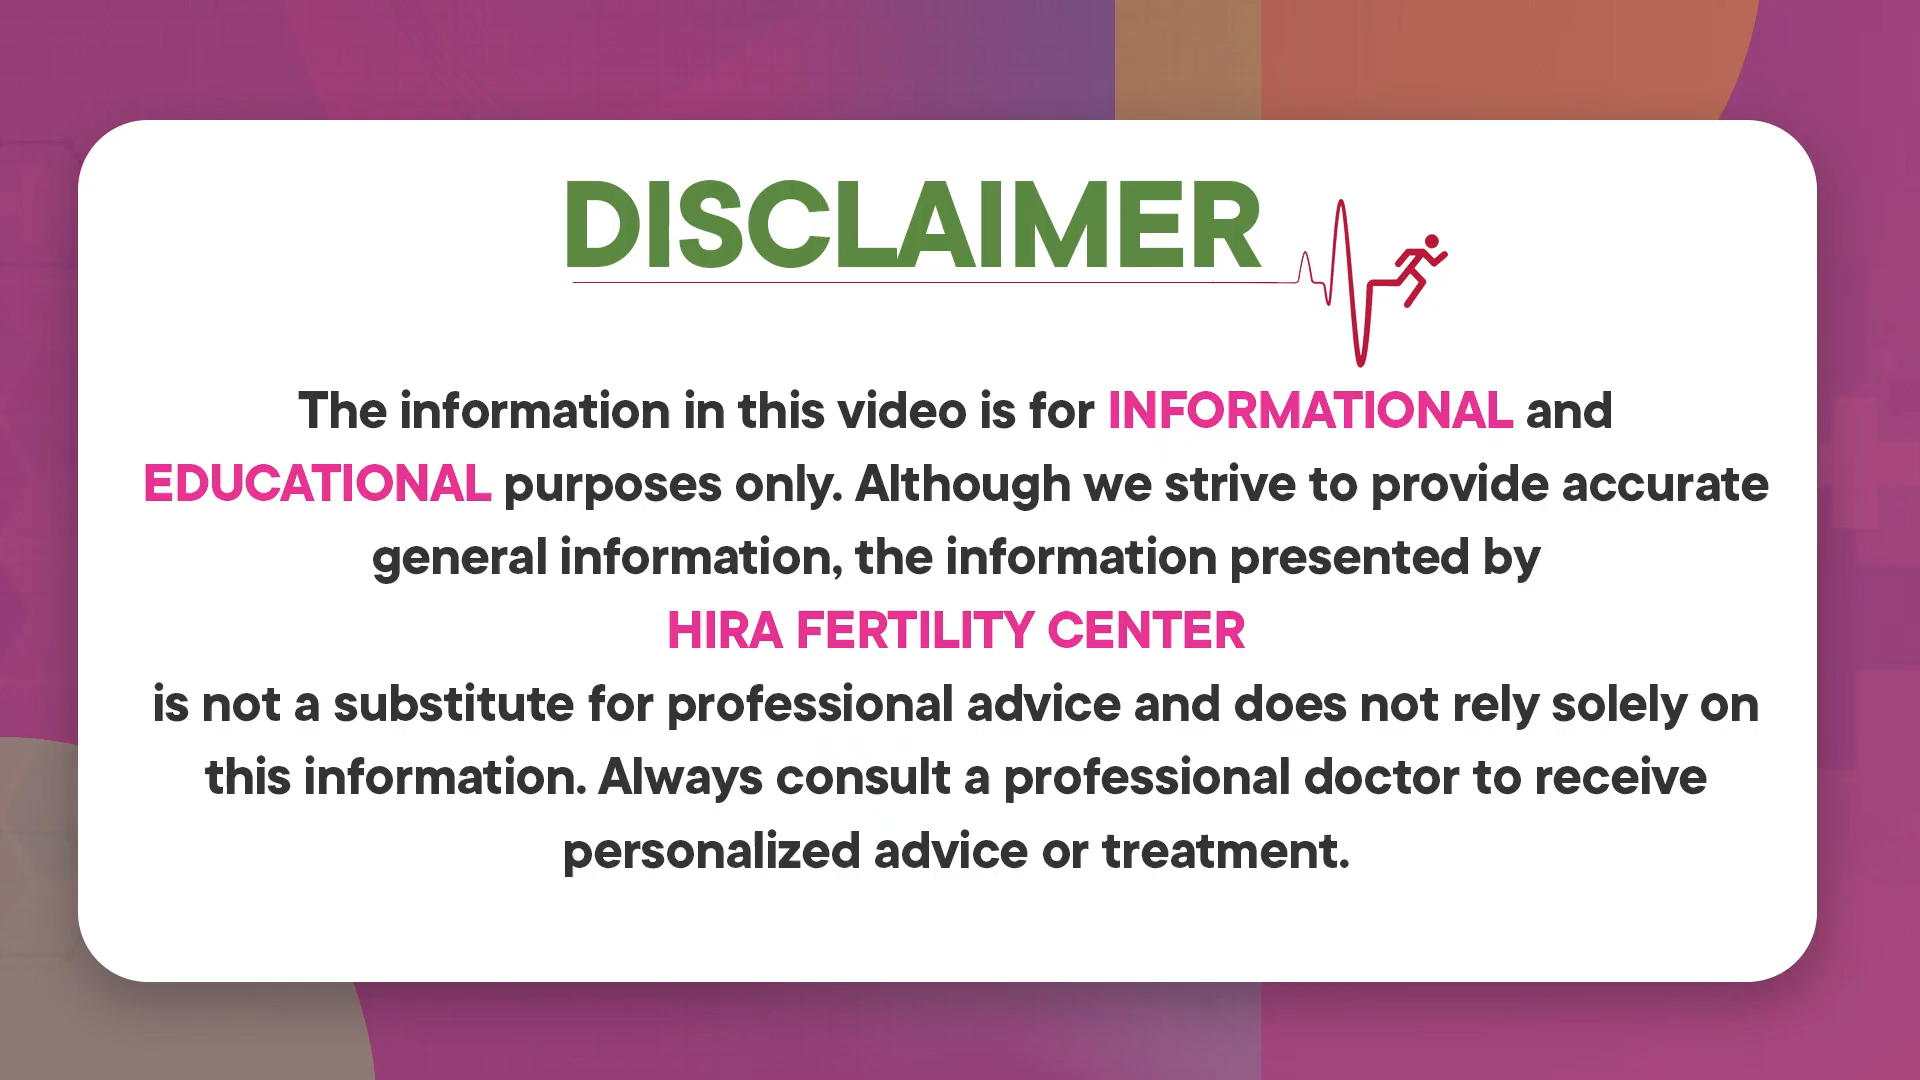 DISCLAIMER
The information in this video is for INFORMATIONAL and
EDUCATIONAL purposes only. Although we strive to provide accurate
general information, the information presented by
HIRA FERTILITY CENTER
is not a substitute for professional advice and does not rely solely on
this information. Always consult a professional doctor to receive
personalized advice or treatment.